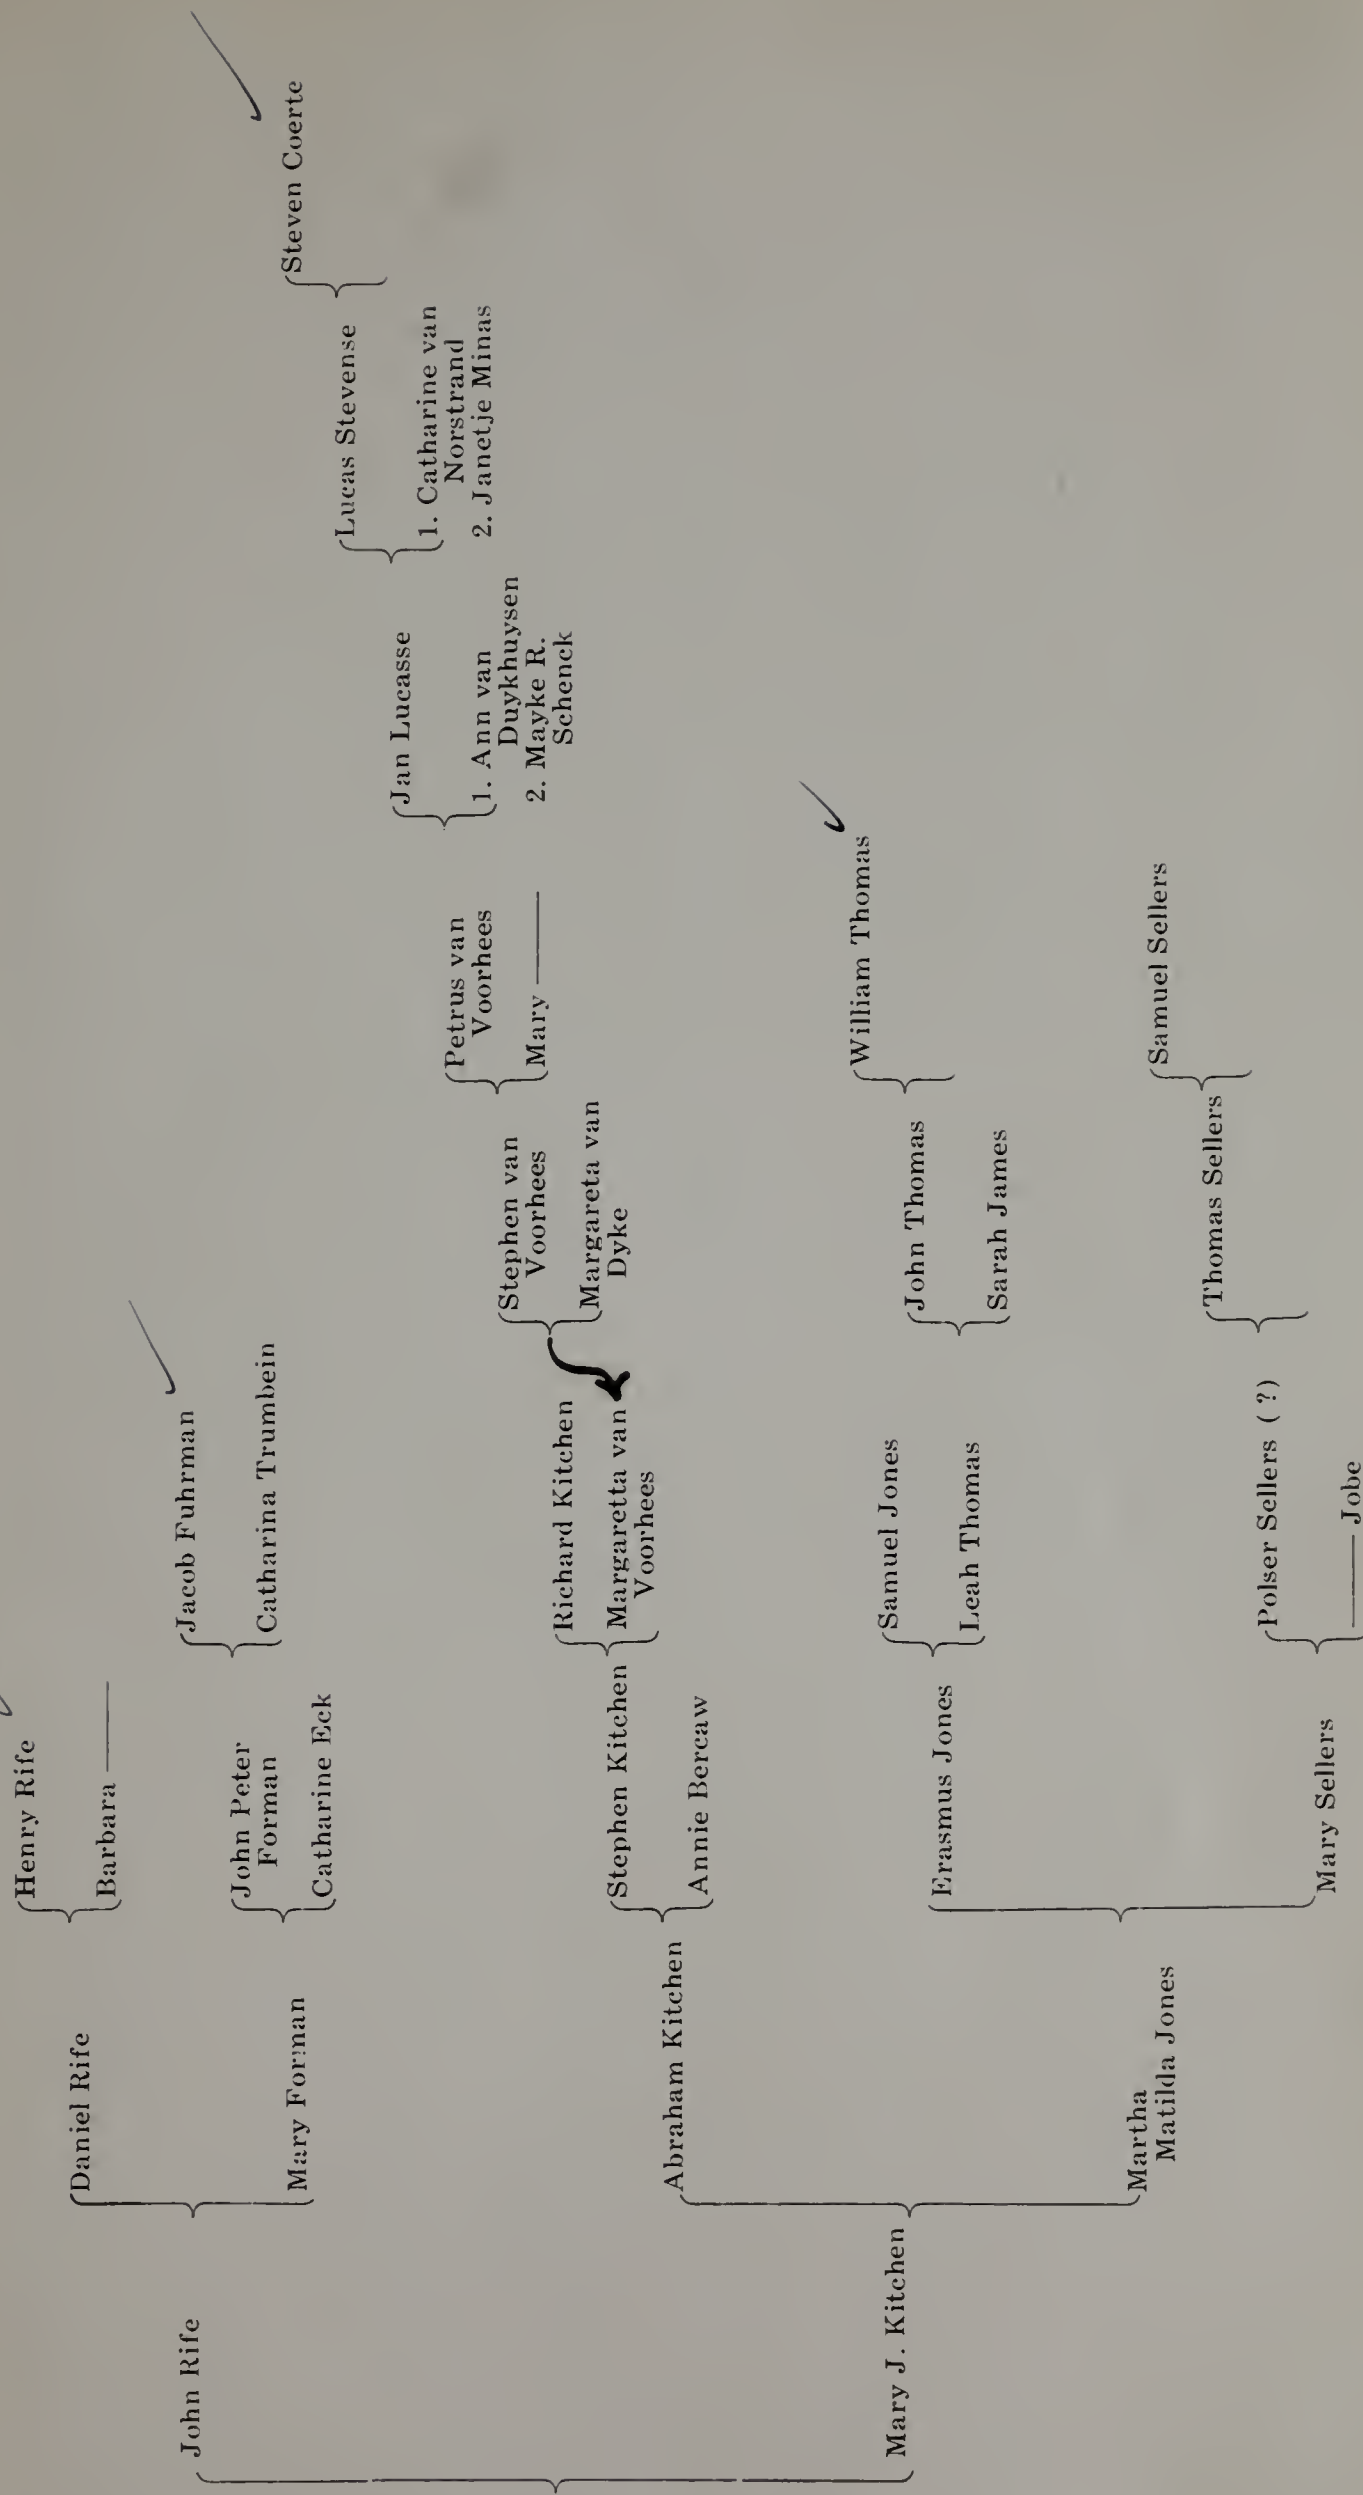 John Rife
Mary J. Kitchen
Daniel Rife
Mary Forman
Abraham Kitchen
Martha
Matilda Jones
Henry Rife
Barbara ———
John Peter
Forman
Catharine Eck
Stephen Kitchen
Annie Bercaw
Erasmus Jones
Mary Sellers
Jacob Fuhrman
Catharina Trumbein
Richard Kitchen
Margaretta van
Voorhees
Samuel Jones
Leah Thomas
Polser Sellers (?)
——— Jobe
Stephen van
Voorhees
Margareta van
Dyke
John Thomas
Sarah James
Thomas Sellers
Petrus van
Voorhees
Mary ———
William Thomas
Samuel Sellers
Jan Lucasse
1. Ann van
Duykhuysen
2. Mayke R.
Schenck
Lucas Stevense
1. Catharine van
Norstrand
2. Janetje Minas
Steven Coerte